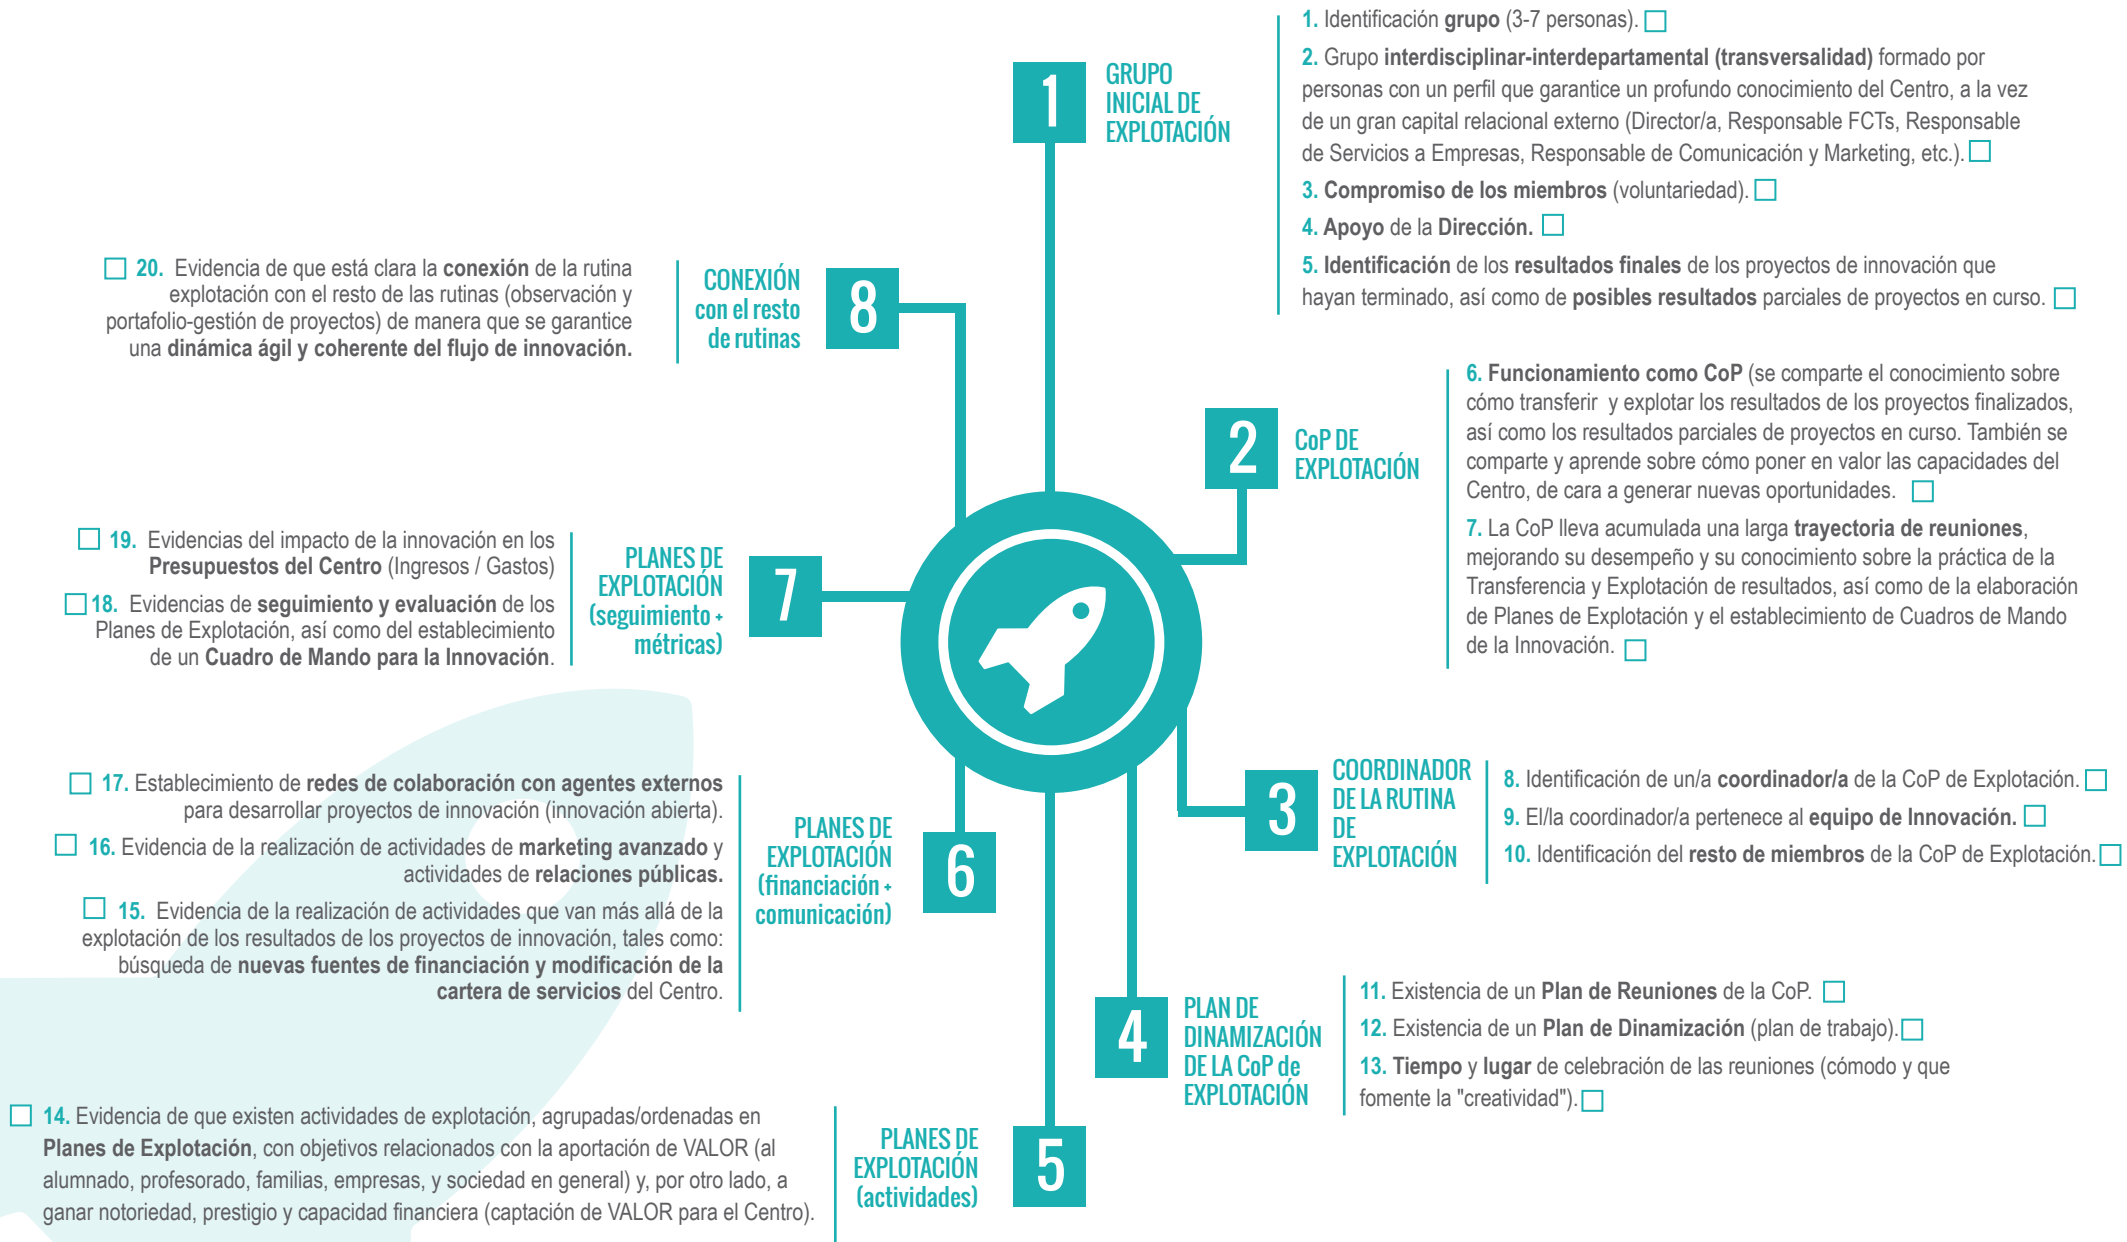 1
GRUPO
INICIAL DE
EXPLOTACIÓN
1. Identificación grupo (3-7 personas).
2. Grupo interdisciplinar-interdepartamental (transversalidad) formado por
personas con un perfil que garantice un profundo conocimiento del Centro, a la vez
de un gran capital relacional externo (Director/a, Responsable FCTs, Responsable
de Servicios a Empresas, Responsable de Comunicación y Marketing, etc.).
3. Compromiso de los miembros (voluntariedad).
4. Apoyo de la Dirección.
5. Identificación de los resultados finales de los proyectos de innovación que
hayan terminado, así como de posibles resultados parciales de proyectos en curso.
2
CoP DE
EXPLOTACIÓN
6. Funcionamiento como CoP (se comparte el conocimiento sobre
cómo transferir y explotar los resultados de los proyectos finalizados,
así como los resultados parciales de proyectos en curso. También se
comparte y aprende sobre cómo poner en valor las capacidades del
Centro, de cara a generar nuevas oportunidades.
7. La CoP lleva acumulada una larga trayectoria de reuniones,
mejorando su desempeño y su conocimiento sobre la práctica de la
Transferencia y Explotación de resultados, así como de la elaboración
de Planes de Explotación y el establecimiento de Cuadros de Mando
de la Innovación.
3
COORDINADOR
DE LA RUTINA
DE
EXPLOTACIÓN
8. Identificación de un/a coordinador/a de la CoP de Explotación.
9. El/la coordinador/a pertenece al equipo de Innovación.
10. Identificación del resto de miembros de la CoP de Explotación.
4
PLAN DE
DINAMIZACIÓN
DE LA CoP de
EXPLOTACIÓN
11. Existencia de un Plan de Reuniones de la CoP.
12. Existencia de un Plan de Dinamización (plan de trabajo).
13. Tiempo y lugar de celebración de las reuniones (cómodo y que
fomente la "creatividad").
5
PLANES DE
EXPLOTACIÓN
(actividades)
14. Evidencia de que existen actividades de explotación, agrupadas/ordenadas en
Planes de Explotación, con objetivos relacionados con la aportación de VALOR (al
alumnado, profesorado, familias, empresas, y sociedad en general) y, por otro lado, a
ganar notoriedad, prestigio y capacidad financiera (captación de VALOR para el Centro).
6
PLANES DE
EXPLOTACIÓN
(financiación +
comunicación)
17. Establecimiento de redes de colaboración con agentes externos
para desarrollar proyectos de innovación (innovación abierta).
16. Evidencia de la realización de actividades de marketing avanzado y
actividades de relaciones públicas.
15. Evidencia de la realización de actividades que van más allá de la
explotación de los resultados de los proyectos de innovación, tales como:
búsqueda de nuevas fuentes de financiación y modificación de la
cartera de servicios del Centro.
7
PLANES DE
EXPLOTACIÓN
(seguimiento +
métricas)
19. Evidencias del impacto de la innovación en los
Presupuestos del Centro (Ingresos / Gastos)
18. Evidencias de seguimiento y evaluación de los
Planes de Explotación, así como del establecimiento
de un Cuadro de Mando para la Innovación.
8
CONEXIÓN
con el resto
de rutinas
20. Evidencia de que está clara la conexión de la rutina
explotación con el resto de las rutinas (observación y
portafolio-gestión de proyectos) de manera que se garantice
una dinámica ágil y coherente del flujo de innovación.